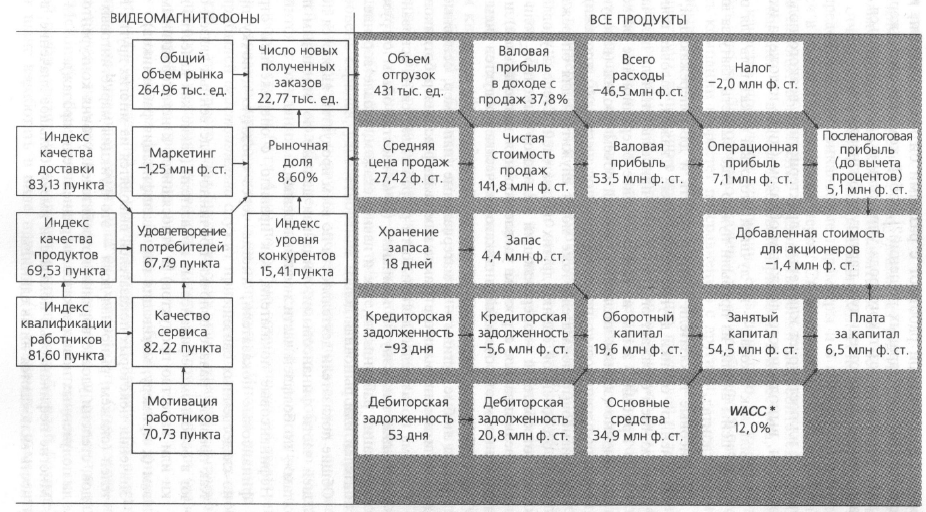 ВИДЕОМАГНИТОФОНЫ
ВСЕ ПРОДУКТЫ
Общий
объем рынка
264,96 тыс. ед.
Число новых
полученных
заказов
22,77 тыс. ед.
Объем
отгрузок
431 тыс. ед.
Валовая
прибыль
в доходе с
продаж 37,8%
Всего
расходы
−46,5 млн ф. ст.
Налог
−2,0 млн ф. ст.
Индекс
качества
доставки
83,13 пункта
Маркетинг
−1,25 млн ф. ст.
Рыночная
доля
8,60%
Средняя
цена продаж
27,42 ф. ст.
Чистая
стоимость
продаж
141,8 млн ф. ст.
Валовая
прибыль
53,5 млн ф. ст.
Операционная
прибыль
7,1 млн ф. ст.
Посленалоговая
прибыль
(до вычета
процентов)
5,1 млн ф. ст.
Индекс
качества
продуктов
69,53 пункта
Удовлетворение
потребителей
67,79 пункта
Индекс
уровня
конкурентов
15,41 пункта
Хранение
запаса
18 дней
Запас
4,4 млн ф. ст.
Добавленная стоимость
для акционеров
−1,4 млн ф. ст.
Индекс
квалификации
работников
81,60 пункта
Качество
сервиса
82,22 пункта
Кредиторская
задолженность
−93 дня
Кредиторская
задолженность
−5,6 млн ф. ст.
Оборотный
капитал
19,6 млн ф. ст.
Занятый
капитал
54,5 млн ф. ст.
Плата
за капитал
6,5 млн ф. ст.
Мотивация
работников
70,73 пункта
Дебиторская
задолженность
53 дня
Дебиторская
задолженность
20,8 млн ф. ст.
Основные
средства
34,9 млн ф. ст.
WACC *
12,0%